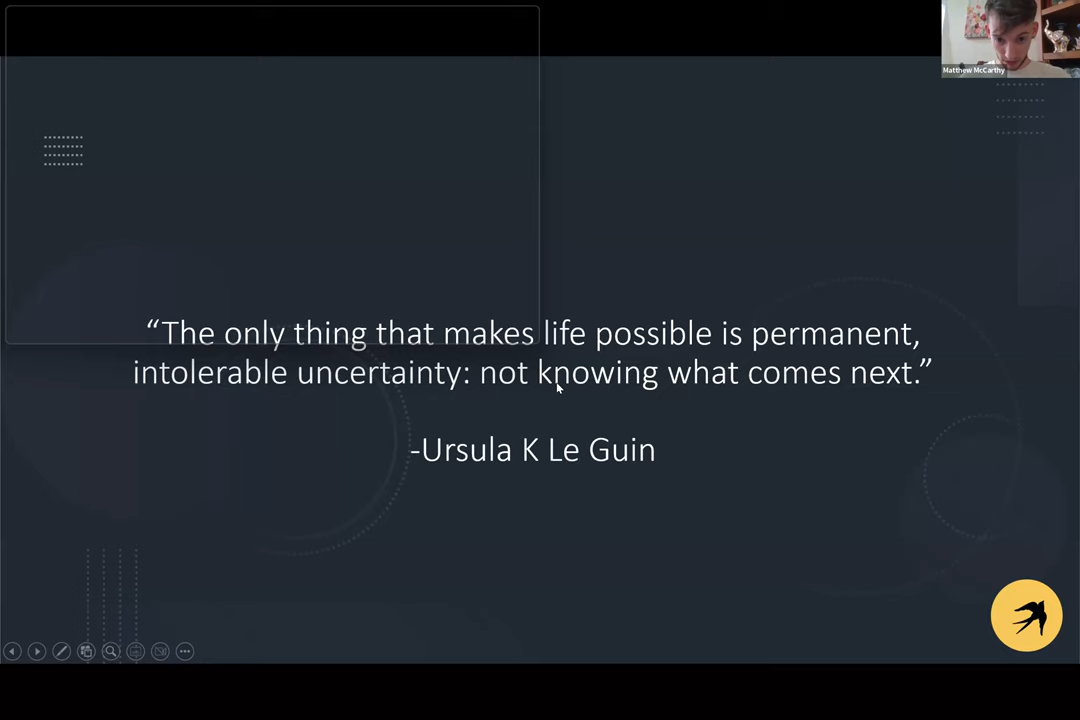 Matthew McCarthy
“The only thing that makes life possible is permanent,
intolerable uncertainty: not knowing what comes next.”
-Ursula K Le Guin